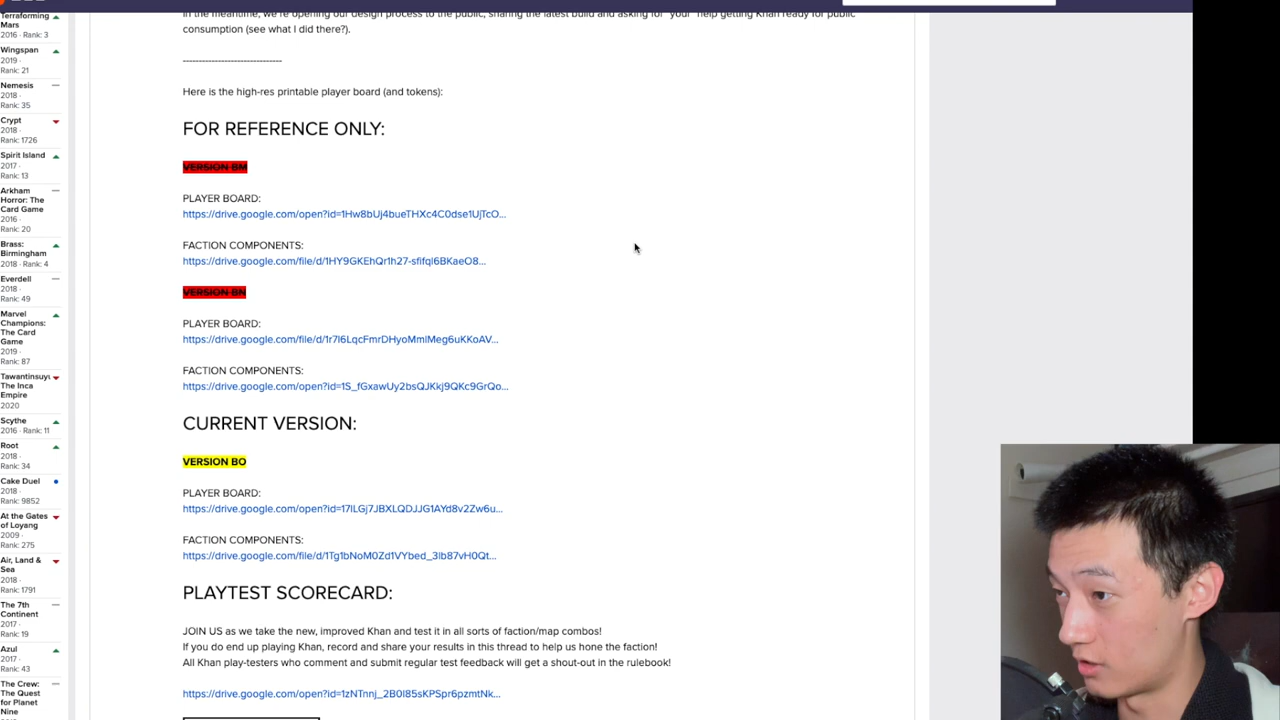 Terraforming
Mars
2016 · Rank: 3
Wingspan
2019 ·
Rank: 21
Nemesis
2018 ·
Rank: 35
Crypt
2018 ·
Rank: 1726
Spirit Island
2017 ·
Rank: 13
Arkham
Horror: The
Card Game
2016 ·
Rank: 20
Brass:
Birmingham
2018 · Rank: 4
Everdell
2018 ·
Rank: 49
Marvel
Champions:
The Card
Game
2019 ·
Rank: 87
Tawantinsuyu
The Inca
Empire
2020
Scythe
2016 · Rank: 11
Root
2018 ·
Rank: 34
Cake Duel
2018 ·
Rank: 9852
At the Gates
of Loyang
2009 ·
Rank: 275
Air, Land &
Sea
2018 ·
Rank: 1791
The 7th
Continent
2017 ·
Rank: 19
Azul
2017 ·
Rank: 43
The Crew:
The Quest
for Planet
Nine
In the meantime, we're opening our design process to the public, sharing the latest build and asking for *your* help getting Khan ready for public
consumption (see what I did there?).
--------------------------------
Here is the high-res printable player board (and tokens):
FOR REFERENCE ONLY:
VERSION BM
PLAYER BOARD:
https://drive.google.com/open?id=1Hw8bUj4bueTHXc4C0dse1UjTcO...
FACTION COMPONENTS:
https://drive.google.com/file/d/1HY9GKEhQr1h27-sfifql6BKaeO8...
VERSION BN
PLAYER BOARD:
https://drive.google.com/file/d/1r7l6LqcFmrDHyoMmlMeg6uKKoAV...
FACTION COMPONENTS:
https://drive.google.com/open?id=1S_fGxawUy2bsQJKkj9QKc9GrQo...
CURRENT VERSION:
VERSION BO
PLAYER BOARD:
https://drive.google.com/open?id=17lLGj7JBXLQDJJG1AYd8v2Zw6u...
FACTION COMPONENTS:
https://drive.google.com/file/d/1Tg1bNoM0Zd1VYbed_3lb87vH0Qt...
PLAYTEST SCORECARD:
JOIN US as we take the new, improved Khan and test it in all sorts of faction/map combos!
If you do end up playing Khan, record and share your results in this thread to help us hone the faction!
All Khan play-testers who comment and submit regular test feedback will get a shout-out in the rulebook!
https://drive.google.com/open?id=1zNTnnj_2B0l85sKPSpr6pzmtNk...